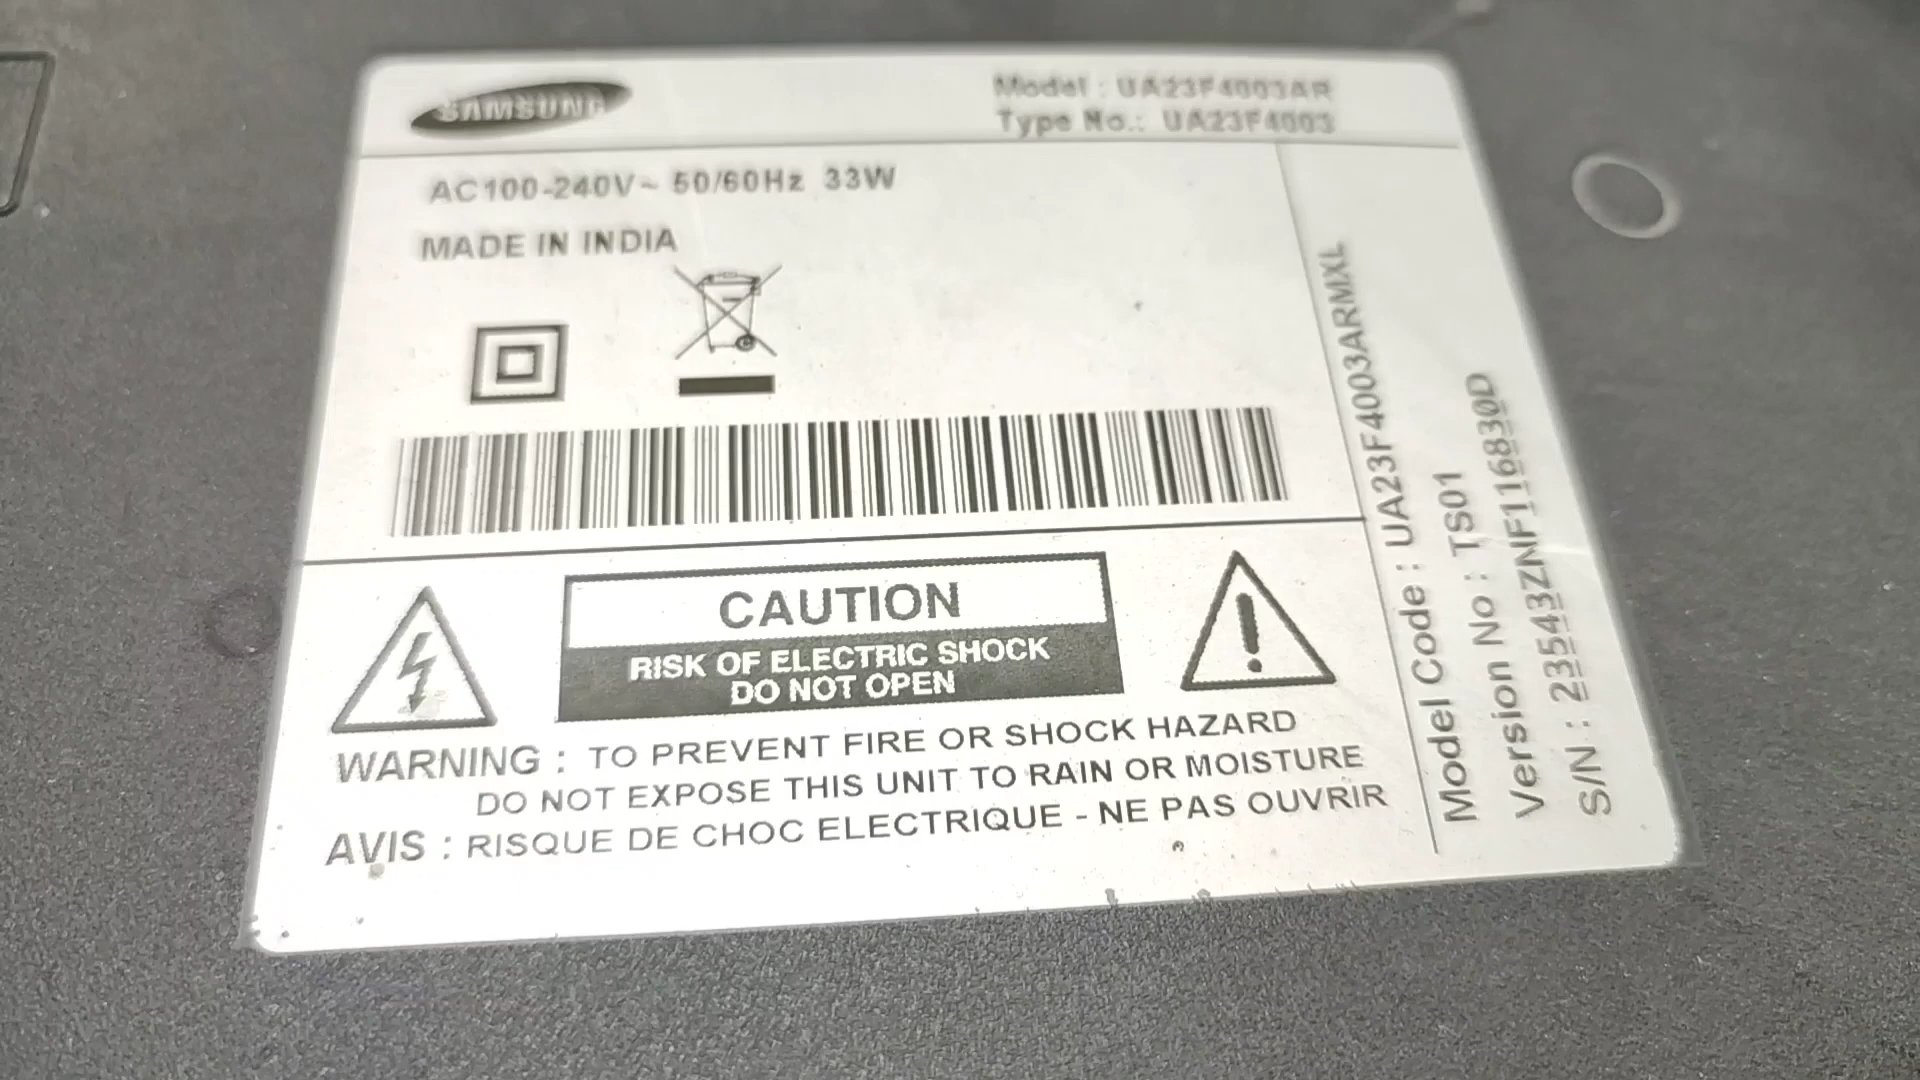 SAMSUNG
Model : UA23F4003AR
Type No.: UA23F4003
AC100-240V~ 50/60Hz 33W
MADE IN INDIA
CAUTION
RISK OF ELECTRIC SHOCK
DO NOT OPEN
WARNING : TO PREVENT FIRE OR SHOCK HAZARD
DO NOT EXPOSE THIS UNIT TO RAIN OR MOISTURE
AVIS : RISQUE DE CHOC ELECTRIQUE - NE PAS OUVRIR
Model Code : UA23F4003ARMXL
Version No : TS01
S/N : 23543ZNF116830D